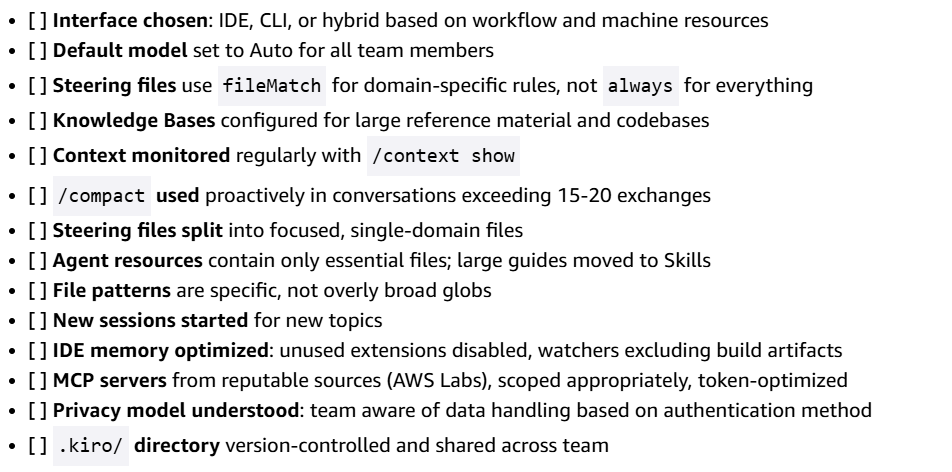 • [ ] Interface chosen: IDE, CLI, or hybrid based on workflow and machine resources
• [ ] Default model set to Auto for all team members
• [ ] Steering files use fileMatch for domain-specific rules, not always for everything
• [ ] Knowledge Bases configured for large reference material and codebases
• [ ] Context monitored regularly with /context show
• [ ] /compact used proactively in conversations exceeding 15-20 exchanges
• [ ] Steering files split into focused, single-domain files
• [ ] Agent resources contain only essential files; large guides moved to Skills
• [ ] File patterns are specific, not overly broad globs
• [ ] New sessions started for new topics
• [ ] IDE memory optimized: unused extensions disabled, watchers excluding build artifacts
• [ ] MCP servers from reputable sources (AWS Labs), scoped appropriately, token-optimized
• [ ] Privacy model understood: team aware of data handling based on authentication method
• [ ] .kiro/ directory version-controlled and shared across team